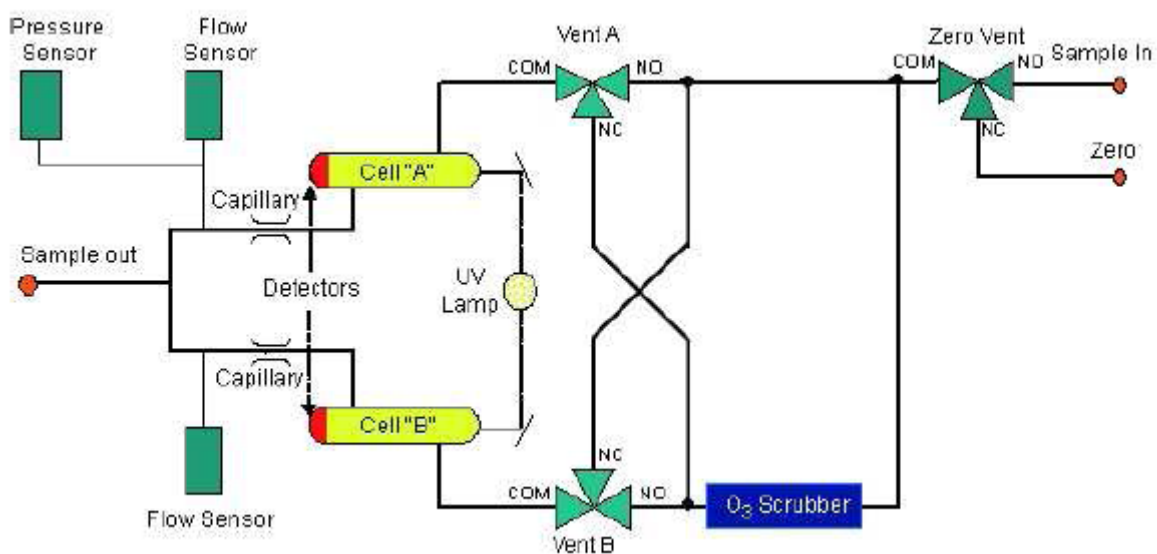 Pressure
Sensor
Flow
Sensor
Vent A
Zero Vent
Sample In
COM
NO
COM
NO
NC
NC
Zero
Cell "A"
Capillary
Sample out
Detectors
UV
Lamp
Capillary
Cell "B"
NC
COM
NO
O3 Scrubber
Flow Sensor
Vent B